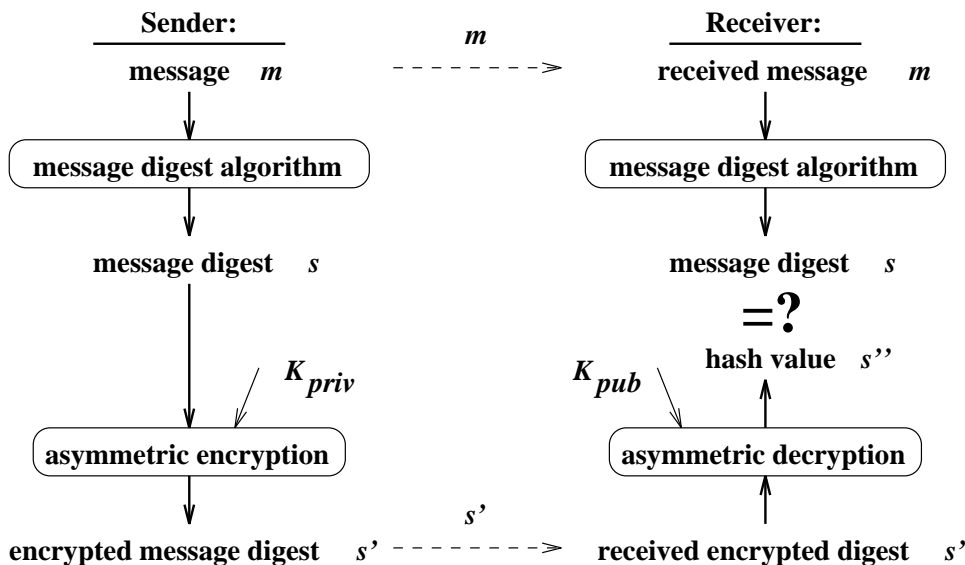 Sender: m Receiver:
message m received message m
message digest algorithm message digest algorithm
message digest s message digest s
=?
hash value s’’
K priv K pub
asymmetric encryption asymmetric decryption
s’
encrypted message digest s’ received encrypted digest s’